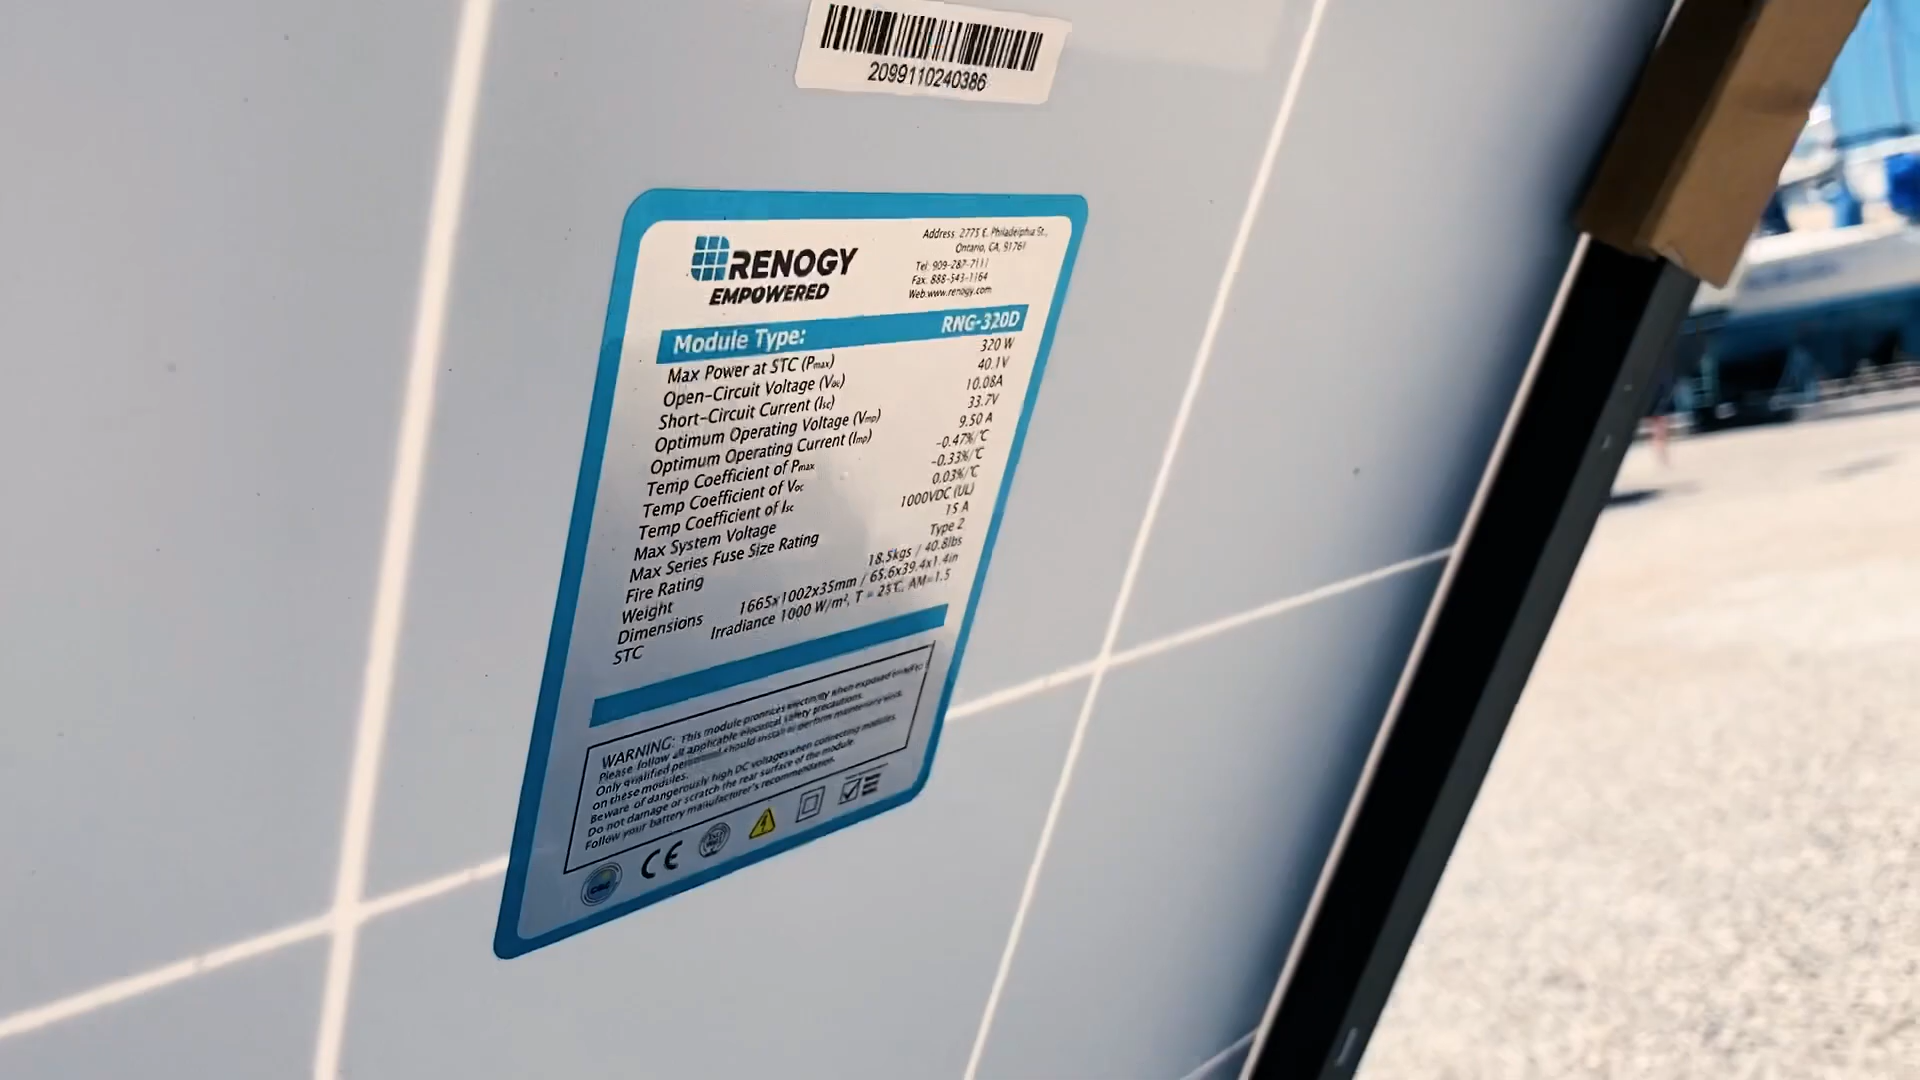 2099110240386
RENOGY
EMPOWERED
Address: 2775 E. Philadelphia St.,
Ontario, CA, 91761
Tel: 909-287-7111
Fax: 888-543-1164
Web:www.renogy.com
Module Type: RNG-320D
Max Power at STC (Pmax) 320 W
Open-Circuit Voltage (Voc) 40.1V
Short-Circuit Current (Isc) 10.08A
Optimum Operating Voltage (Vmp) 33.7V
Optimum Operating Current (Imp) 9.50 A
Temp Coefficient of Pmax -0.47%/℃
Temp Coefficient of Voc -0.33%/℃
Temp Coefficient of Isc 0.03%/℃
Max System Voltage 1000VDC (UL)
Max Series Fuse Size Rating 15 A
Fire Rating Type 2
Weight 18.5kgs / 40.8lbs
Dimensions 1665x1002x35mm / 65.6x39.4x1.4in
STC Irradiance 1000 W/m², T = 25℃, AM=1.5
WARNING: This module produces electricity when exposed to
Please follow all applicable electrical safety precautions.
Only qualified personnel should install or perform maintenance work
on these modules.
Beware of dangerously high DC voltages when connecting modules.
Do not damage or scratch the rear surface of the module.
Follow your battery manufacturer's recommendation.
CE